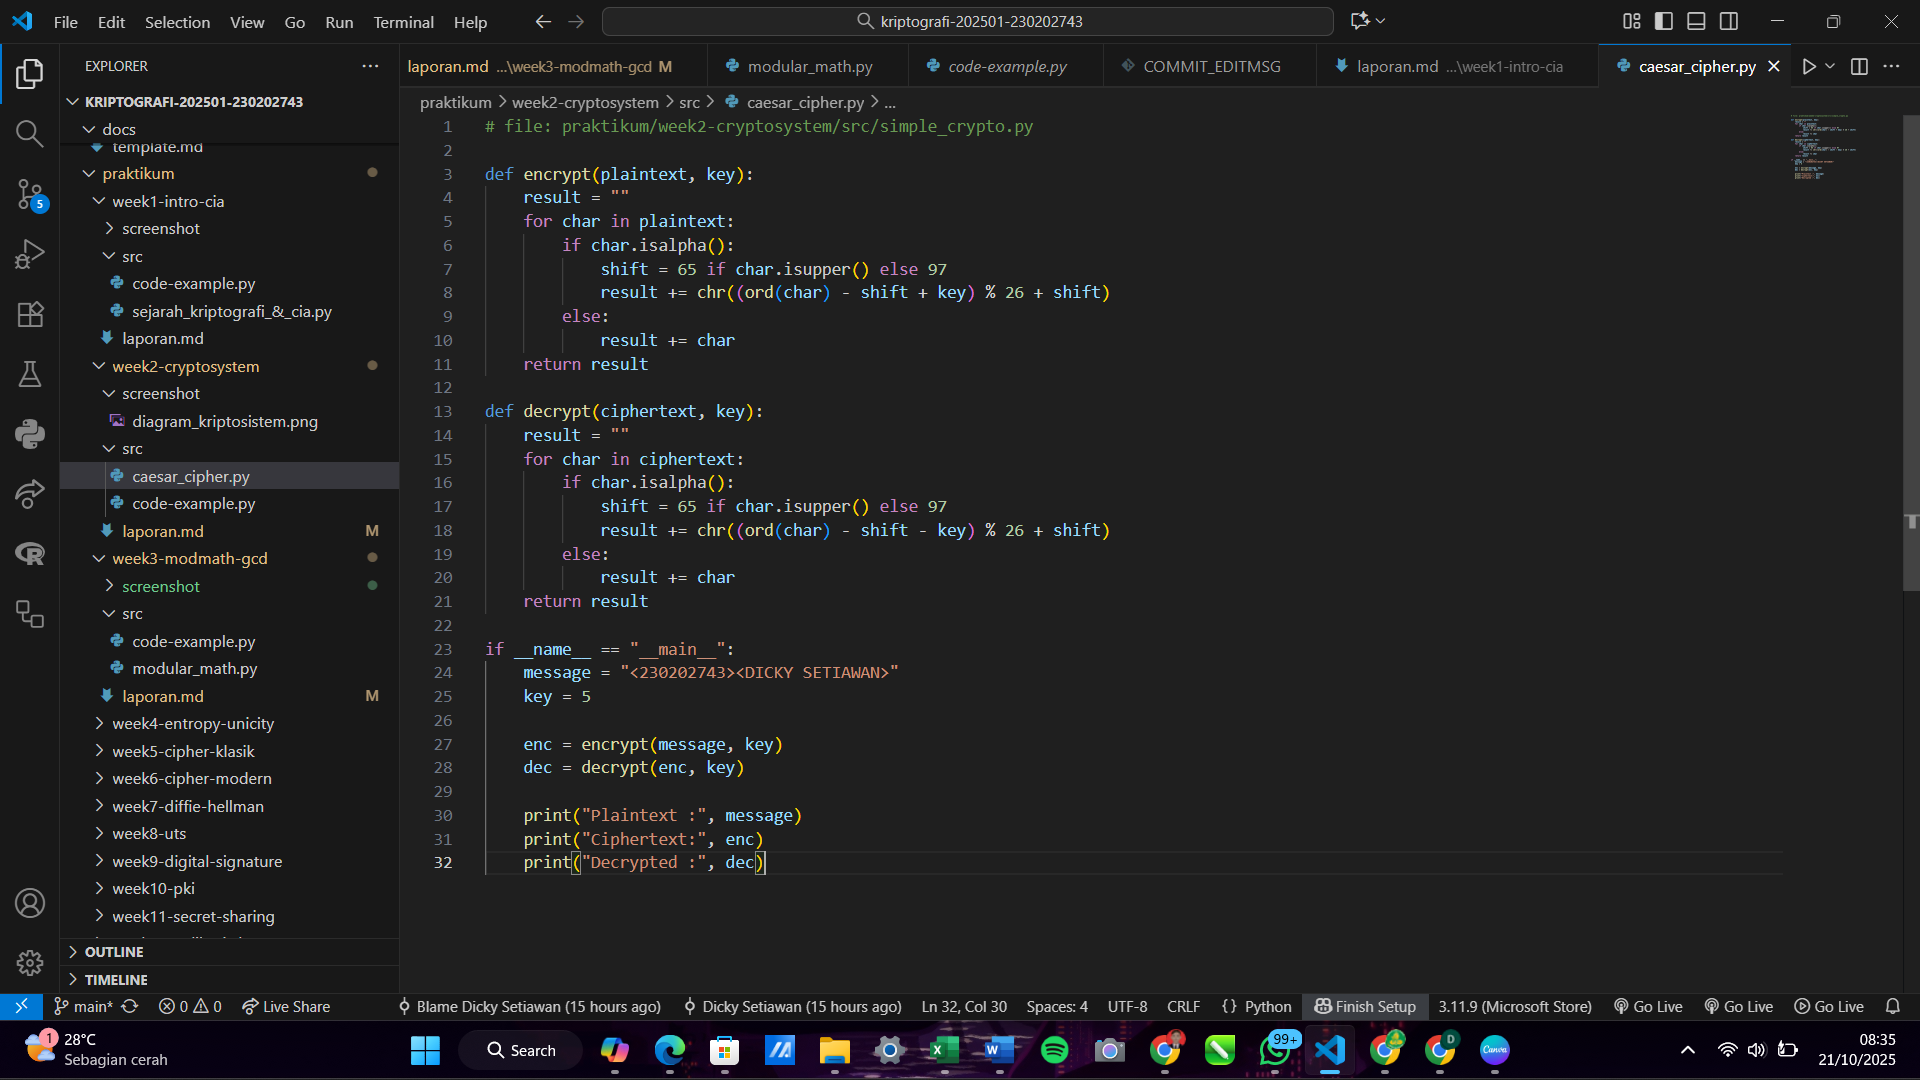 File Edit Selection View Go Run Terminal Help
kriptografi-202501-230202743
EXPLORER
KRIPTOGRAFI-202501-230202743
docs
template.md
praktikum
week1-intro-cia
screenshot
src
code-example.py
sejarah_kriptografi_&_cia.py
laporan.md
week2-cryptosystem
screenshot
diagram_kriptosistem.png
src
caesar_cipher.py
code-example.py
laporan.md M
week3-modmath-gcd
screenshot
src
code-example.py
modular_math.py
laporan.md M
week4-entropy-unicity
week5-cipher-klasik
week6-cipher-modern
week7-diffie-hellman
week8-uts
week9-digital-signature
week10-pki
week11-secret-sharing
OUTLINE
TIMELINE
5
laporan.md ...\week3-modmath-gcd M modular_math.py code-example.py COMMIT_EDITMSG laporan.md ...\week1-intro-cia caesar_cipher.py
praktikum > week2-cryptosystem > src > caesar_cipher.py > ...
1 # file: praktikum/week2-cryptosystem/src/simple_crypto.py
2
3 def encrypt(plaintext, key):
4 result = ""
5 for char in plaintext:
6 if char.isalpha():
7 shift = 65 if char.isupper() else 97
8 result += chr((ord(char) - shift + key) % 26 + shift)
9 else:
10 result += char
11 return result
12
13 def decrypt(ciphertext, key):
14 result = ""
15 for char in ciphertext:
16 if char.isalpha():
17 shift = 65 if char.isupper() else 97
18 result += chr((ord(char) - shift - key) % 26 + shift)
19 else:
20 result += char
21 return result
22
23 if __name__ == "__main__":
24 message = "<230202743><DICKY SETIAWAN>"
25 key = 5
26
27 enc = encrypt(message, key)
28 dec = decrypt(enc, key)
29
30 print("Plaintext :", message)
31 print("Ciphertext:", enc)
32 print("Decrypted :", dec)
main* 0 0 Live Share Blame Dicky Setiawan (15 hours ago) Dicky Setiawan (15 hours ago) Ln 32, Col 30 Spaces: 4 UTF-8 CRLF {} Python Finish Setup 3.11.9 (Microsoft Store) Go Live Go Live Go Live
1
28°C
Sebagian cerah
Search
99+
D
Canva
08:35
21/10/2025